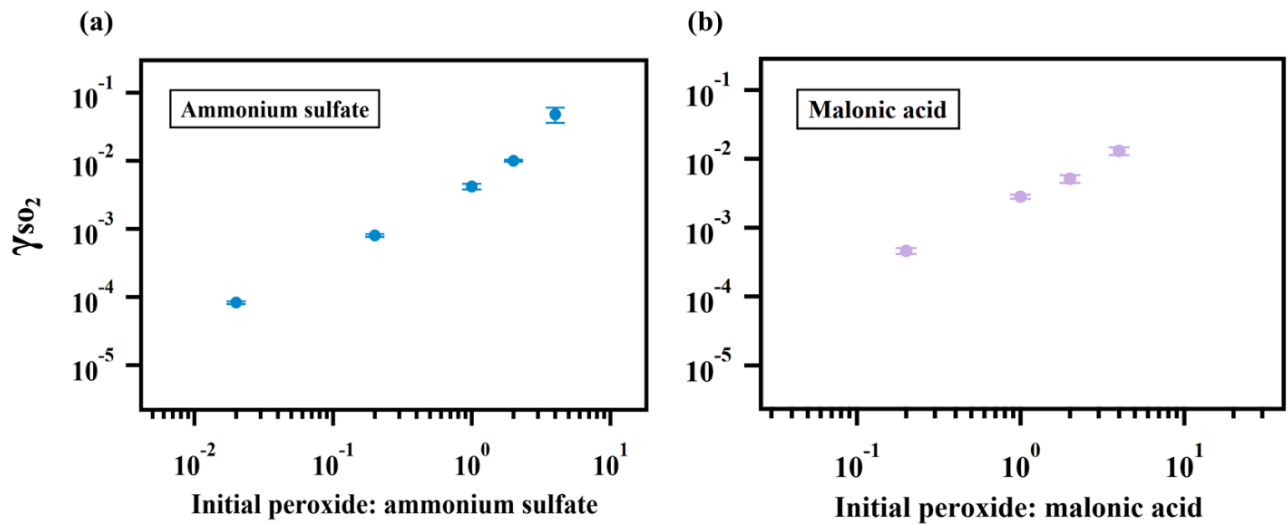 (a)
Ammonium sulfate
γSO₂
10⁻¹
10⁻²
10⁻³
10⁻⁴
10⁻⁵
10⁻² 10⁻¹ 10⁰ 10¹
Initial peroxide: ammonium sulfate
(b)
Malonic acid
10⁻¹
10⁻²
10⁻³
10⁻⁴
10⁻⁵
10⁻¹ 10⁰ 10¹
Initial peroxide: malonic acid